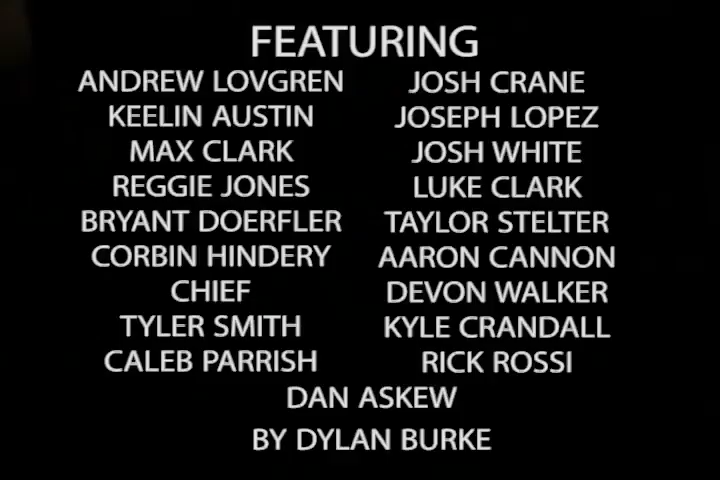 FEATURING
ANDREW LOVGREN JOSH CRANE
KEELIN AUSTIN JOSEPH LOPEZ
MAX CLARK JOSH WHITE
REGGIE JONES LUKE CLARK
BRYANT DOERFLER TAYLOR STELTER
CORBIN HINDERY AARON CANNON
CHIEF DEVON WALKER
TYLER SMITH KYLE CRANDALL
CALEB PARRISH RICK ROSSI
DAN ASKEW
BY DYLAN BURKE